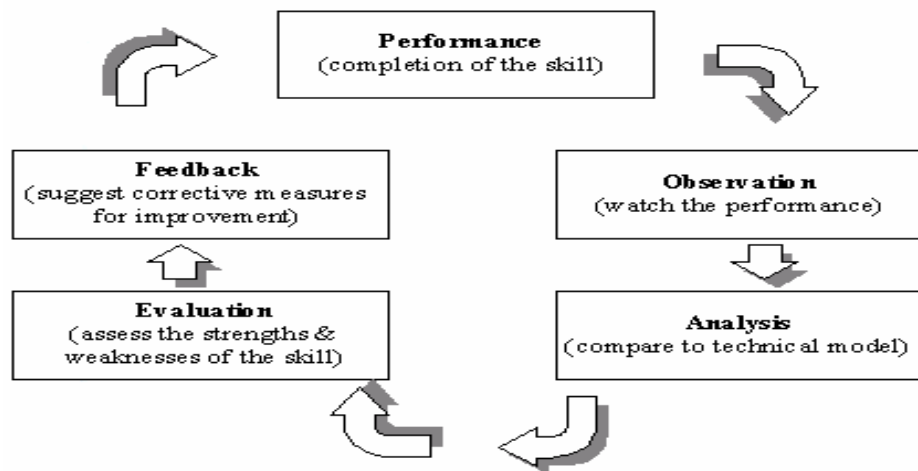 Performance
(completion of the skill)
Feedback
(suggest corrective measures
for improvement)
Observation
(watch the performance)
Evaluation
(assess the strengths &
weaknesses of the skill)
Analysis
(compare to technical model)